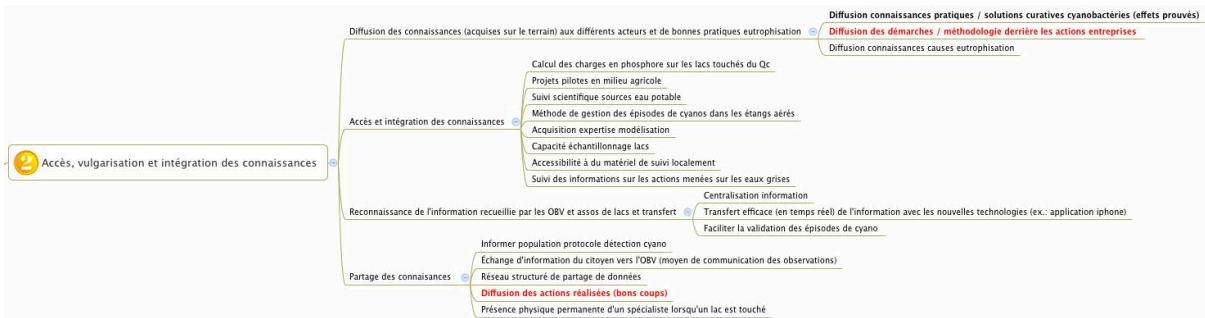 2 Accès, vulgarisation et intégration des connaissances
Diffusion des connaissances (acquises sur le terrain) aux différents acteurs et de bonnes pratiques eutrophisation
Diffusion connaissances pratiques / solutions curatives cyanobactéries (effets prouvés)
Diffusion des démarches / méthodologie derrière les actions entreprises
Diffusion connaissances causes eutrophisation
Accès et intégration des connaissances
Calcul des charges en phosphore sur les lacs touchés du Qc
Projets pilotes en milieu agricole
Suivi scientifique sources eau potable
Méthode de gestion des épisodes de cyanos dans les étangs aérés
Acquisition expertise modélisation
Capacité échantillonnage lacs
Accessibilité à du matériel de suivi localement
Suivi des informations sur les actions menées sur les eaux grises
Reconnaissance de l'information recueillie par les OBV et assos de lacs et transfert
Centralisation information
Transfert efficace (en temps réel) de l'information avec les nouvelles technologies (ex.: application iphone)
Faciliter la validation des épisodes de cyano
Partage des connaisances
Informer population protocole détection cyano
Échange d'information du citoyen vers l'OBV (moyen de communication des observations)
Réseau structuré de partage de données
Diffusion des actions réalisées (bons coups)
Présence physique permanente d'un spécialiste lorsqu'un lac est touché